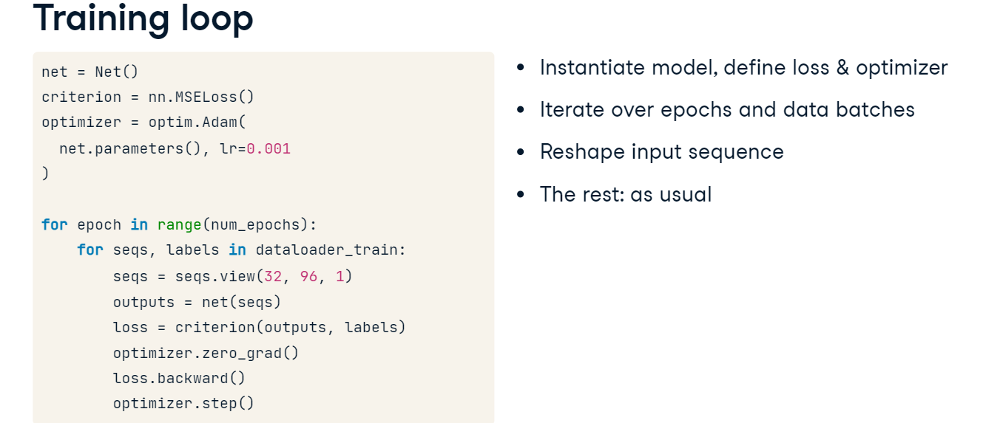 Training loop
net = Net()
criterion = nn.MSELoss()
optimizer = optim.Adam(
  net.parameters(), lr=0.001
)
for epoch in range(num_epochs):
    for seqs, labels in dataloader_train:
        seqs = seqs.view(32, 96, 1)
        outputs = net(seqs)
        loss = criterion(outputs, labels)
        optimizer.zero_grad()
        loss.backward()
        optimizer.step()
• Instantiate model, define loss & optimizer
• Iterate over epochs and data batches
• Reshape input sequence
• The rest: as usual